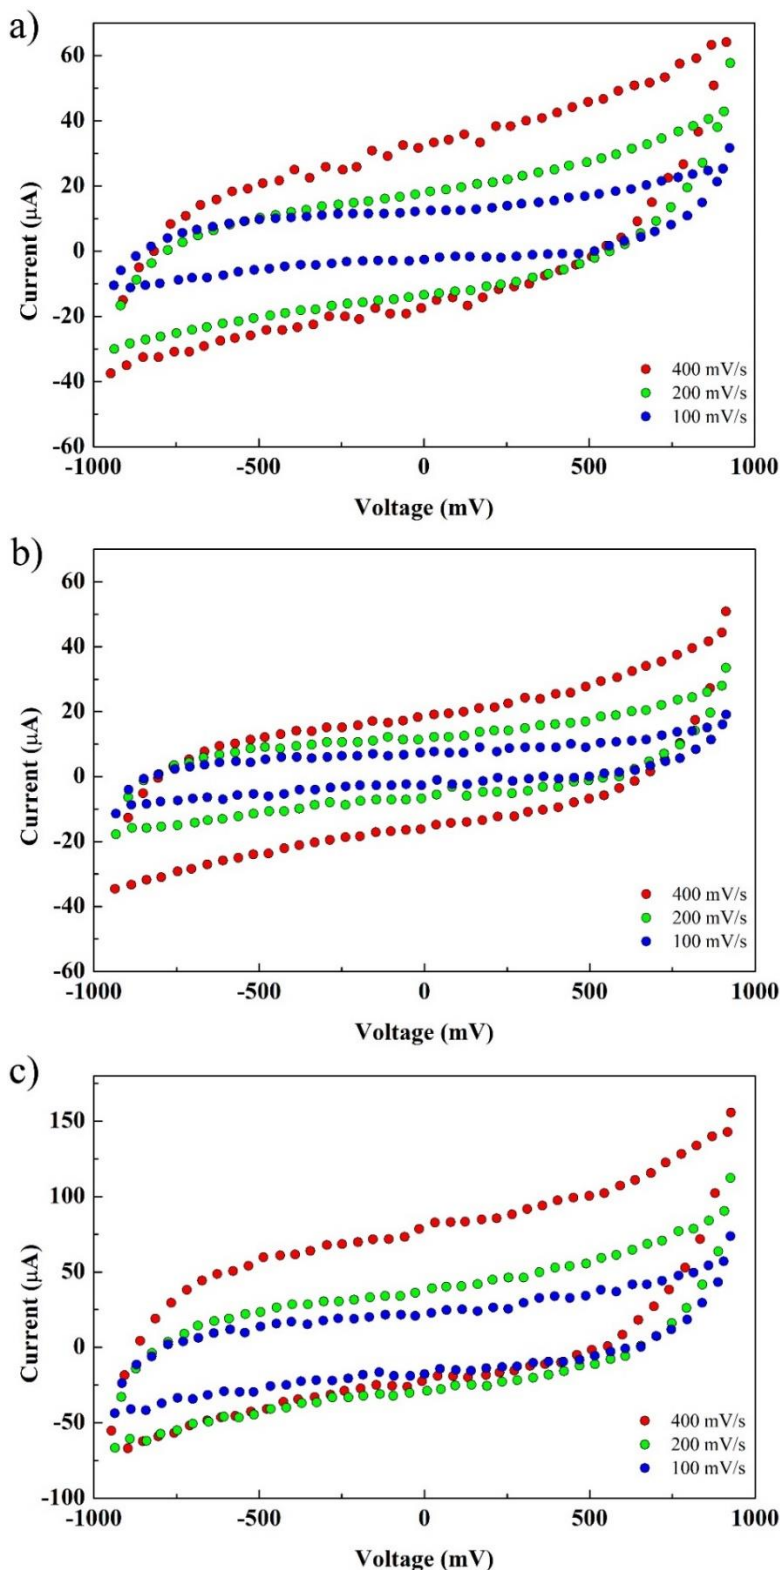 a)
60
40
20
0
-20
-40
-60
Current (μA)
-1000
-500
0
500
1000
Voltage (mV)
400 mV/s
200 mV/s
100 mV/s
b)
60
40
20
0
-20
-40
-60
Current (μA)
-1000
-500
0
500
1000
Voltage (mV)
400 mV/s
200 mV/s
100 mV/s
c)
150
100
50
0
-50
-100
Current (μA)
-1000
-500
0
500
1000
Voltage (mV)
400 mV/s
200 mV/s
100 mV/s